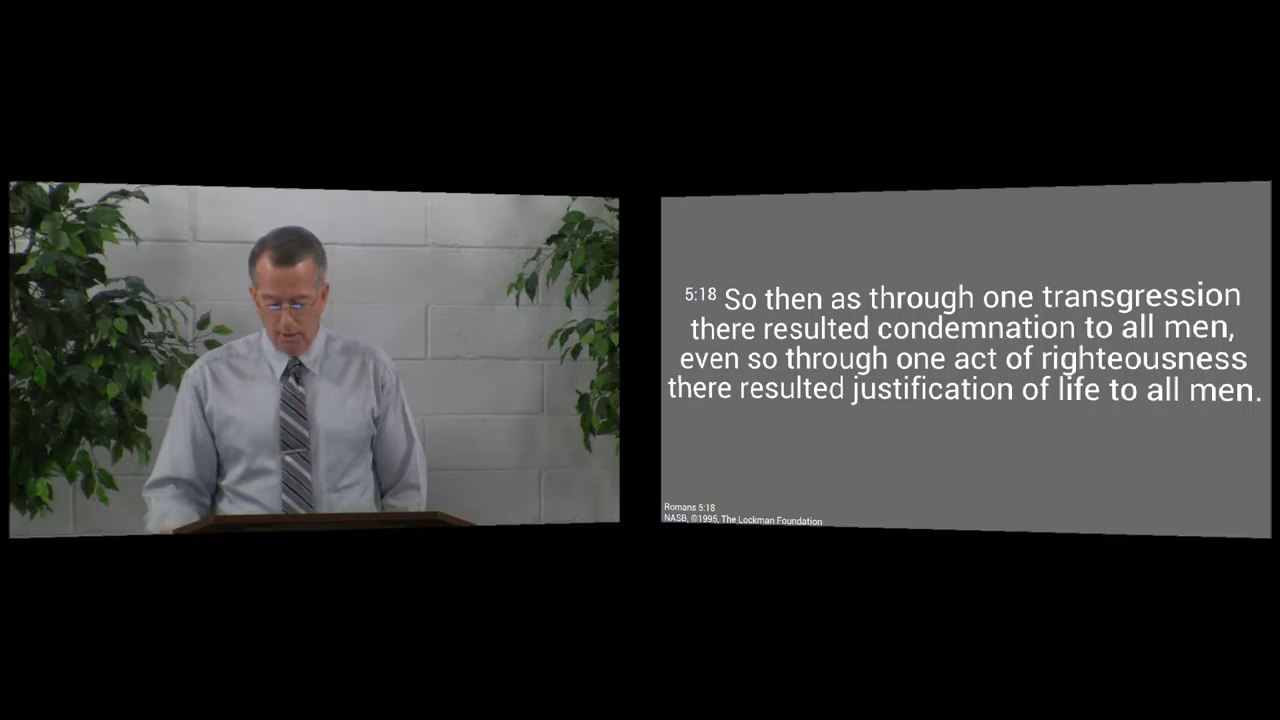 5:18 So then as through one transgression
there resulted condemnation to all men,
even so through one act of righteousness
there resulted justification of life to all men.
Romans 5:18
NASB, ©1995, The Lockman Foundation